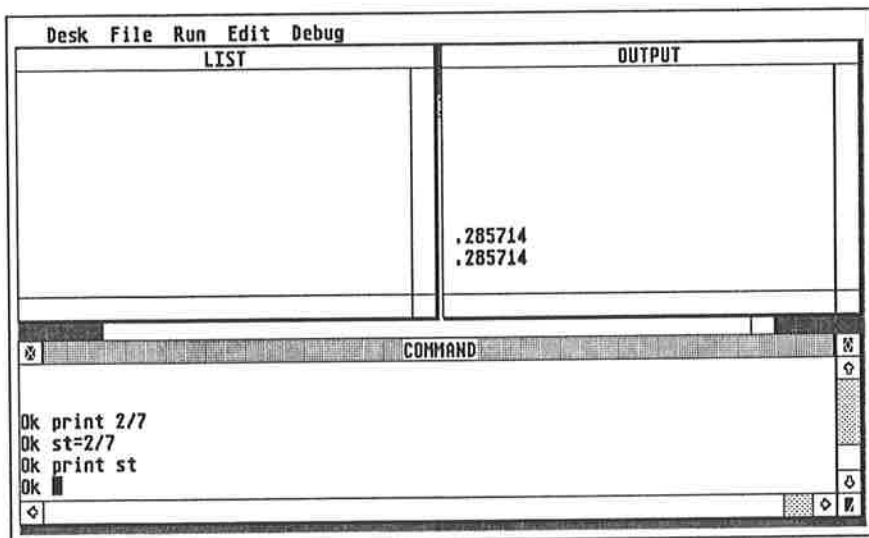 Desk File Run Edit Debug
LIST
OUTPUT
.285714
.285714
COMMAND
Ok print 2/7
Ok st=2/7
Ok print st
Ok